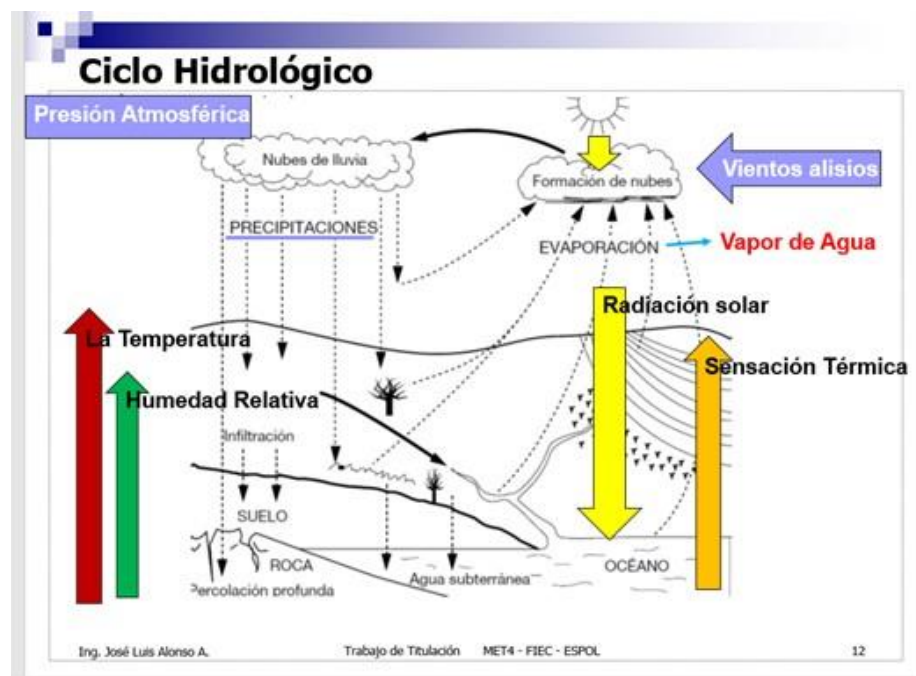 Ciclo Hidrológico
Presión Atmosférica
Nubes de lluvia
Formación de nubes
Vientos alisios
PRECIPITACIONES
EVAPORACIÓN
Vapor de Agua
Radiación solar
La Temperatura
Sensación Térmica
Humedad Relativa
Infiltración
SUELO
ROCA
OCÉANO
Agua subterránea
Percolación profunda
Ing. José Luis Alonso A.
Trabajo de Titulación MET4 - FIEC - ESPOL
12